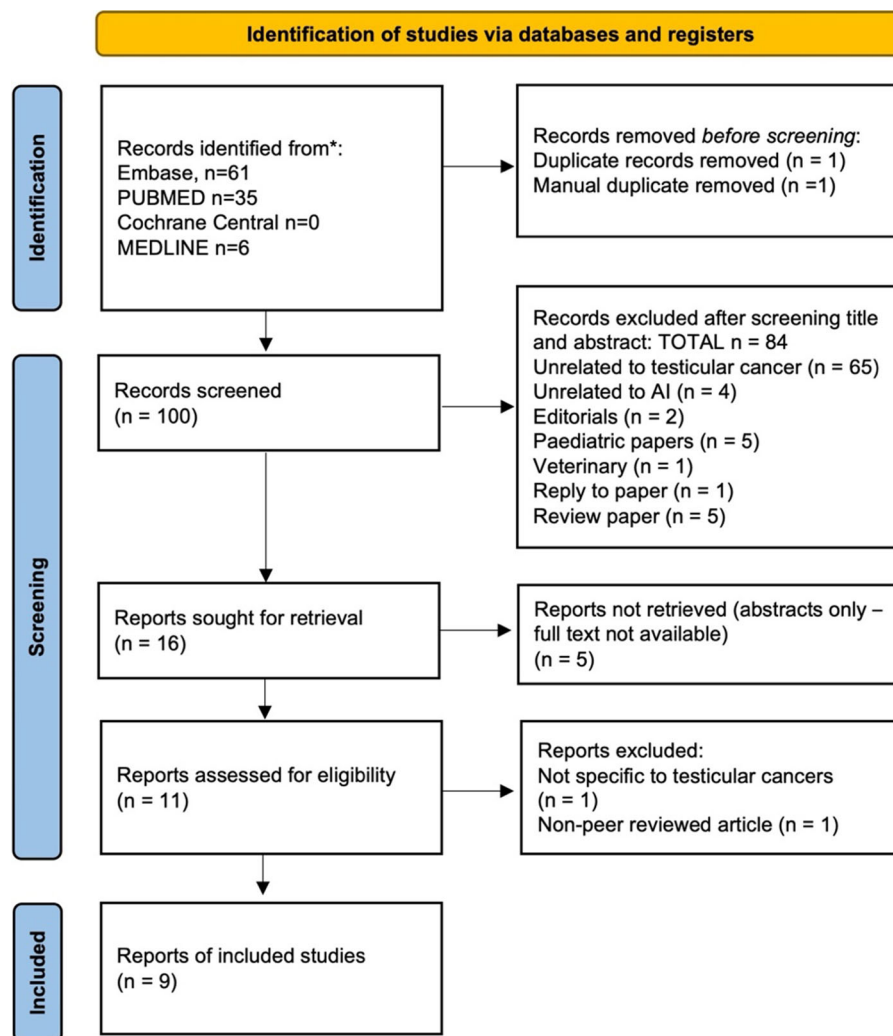 Identification of studies via databases and registers
Identification
Records identified from*:
Embase, n=61
PUBMED n=35
Cochrane Central n=0
MEDLINE n=6
Records removed before screening:
Duplicate records removed (n = 1)
Manual duplicate removed (n =1)
Screening
Records screened
(n = 100)
Records excluded after screening title
and abstract: TOTAL n = 84
Unrelated to testicular cancer (n = 65)
Unrelated to AI (n = 4)
Editorials (n = 2)
Paediatric papers (n = 5)
Veterinary (n = 1)
Reply to paper (n = 1)
Review paper (n = 5)
Reports sought for retrieval
(n = 16)
Reports not retrieved (abstracts only –
full text not available)
(n = 5)
Reports assessed for eligibility
(n = 11)
Reports excluded:
Not specific to testicular cancers
(n = 1)
Non-peer reviewed article (n = 1)
Included
Reports of included studies
(n = 9)